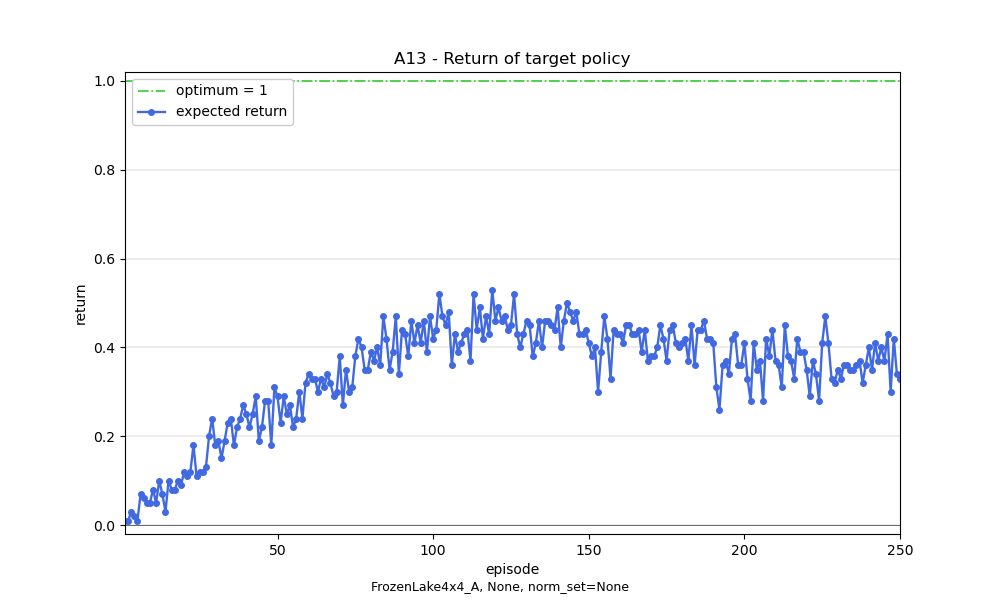 A13 - Return of target policy
optimum = 1
expected return
1.0
0.8
0.6
0.4
0.2
0.0
return
50
100
150
200
250
episode
FrozenLake4x4_A, None, norm_set=None